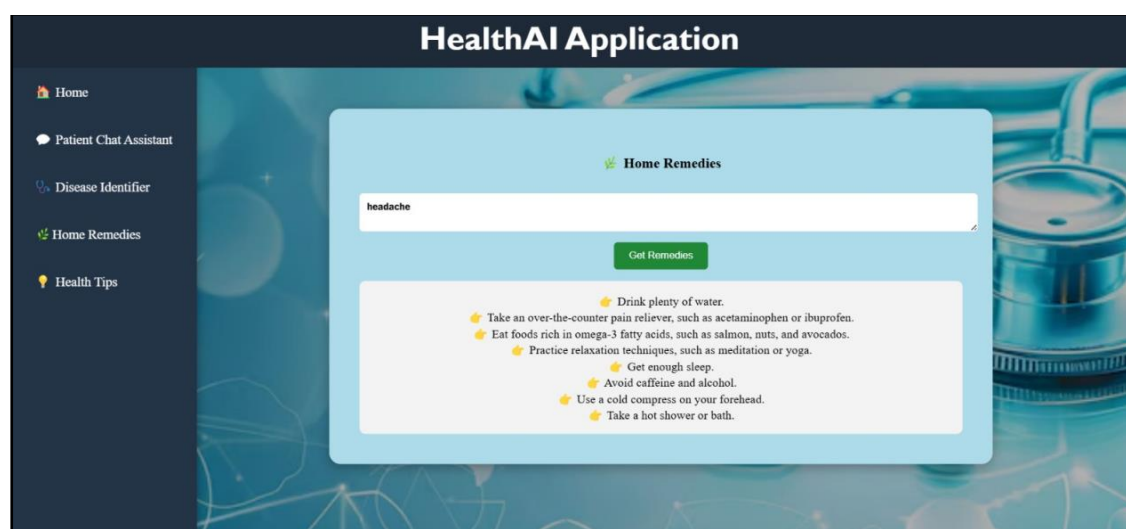 HealthAI Application
🏠 Home
💬 Patient Chat Assistant
🩺 Disease Identifier
🌿 Home Remedies
💡 Health Tips
🌿 Home Remedies
headache
Get Remedies
👉 Drink plenty of water.
👉 Take an over-the-counter pain reliever, such as acetaminophen or ibuprofen.
👉 Eat foods rich in omega-3 fatty acids, such as salmon, nuts, and avocados.
👉 Practice relaxation techniques, such as meditation or yoga.
👉 Get enough sleep.
👉 Avoid caffeine and alcohol.
👉 Use a cold compress on your forehead.
👉 Take a hot shower or bath.